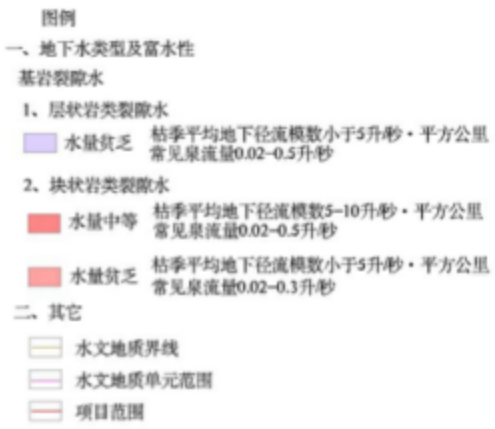 图例
一、地下水类型及富水性
基岩裂隙水
1、层状岩类裂隙水
水量贫乏 枯季平均地下径流模数小于5升/秒·平方公里
常见泉流量0.02-0.5升/秒
2、块状岩类裂隙水
水量中等 枯季平均地下径流模数5-10升/秒·平方公里
常见泉流量0.02-0.5升/秒
水量贫乏 枯季平均地下径流模数小于5升/秒·平方公里
常见泉流量0.02-0.3升/秒
二、其它
水文地质界线
水文地质单元范围
项目范围